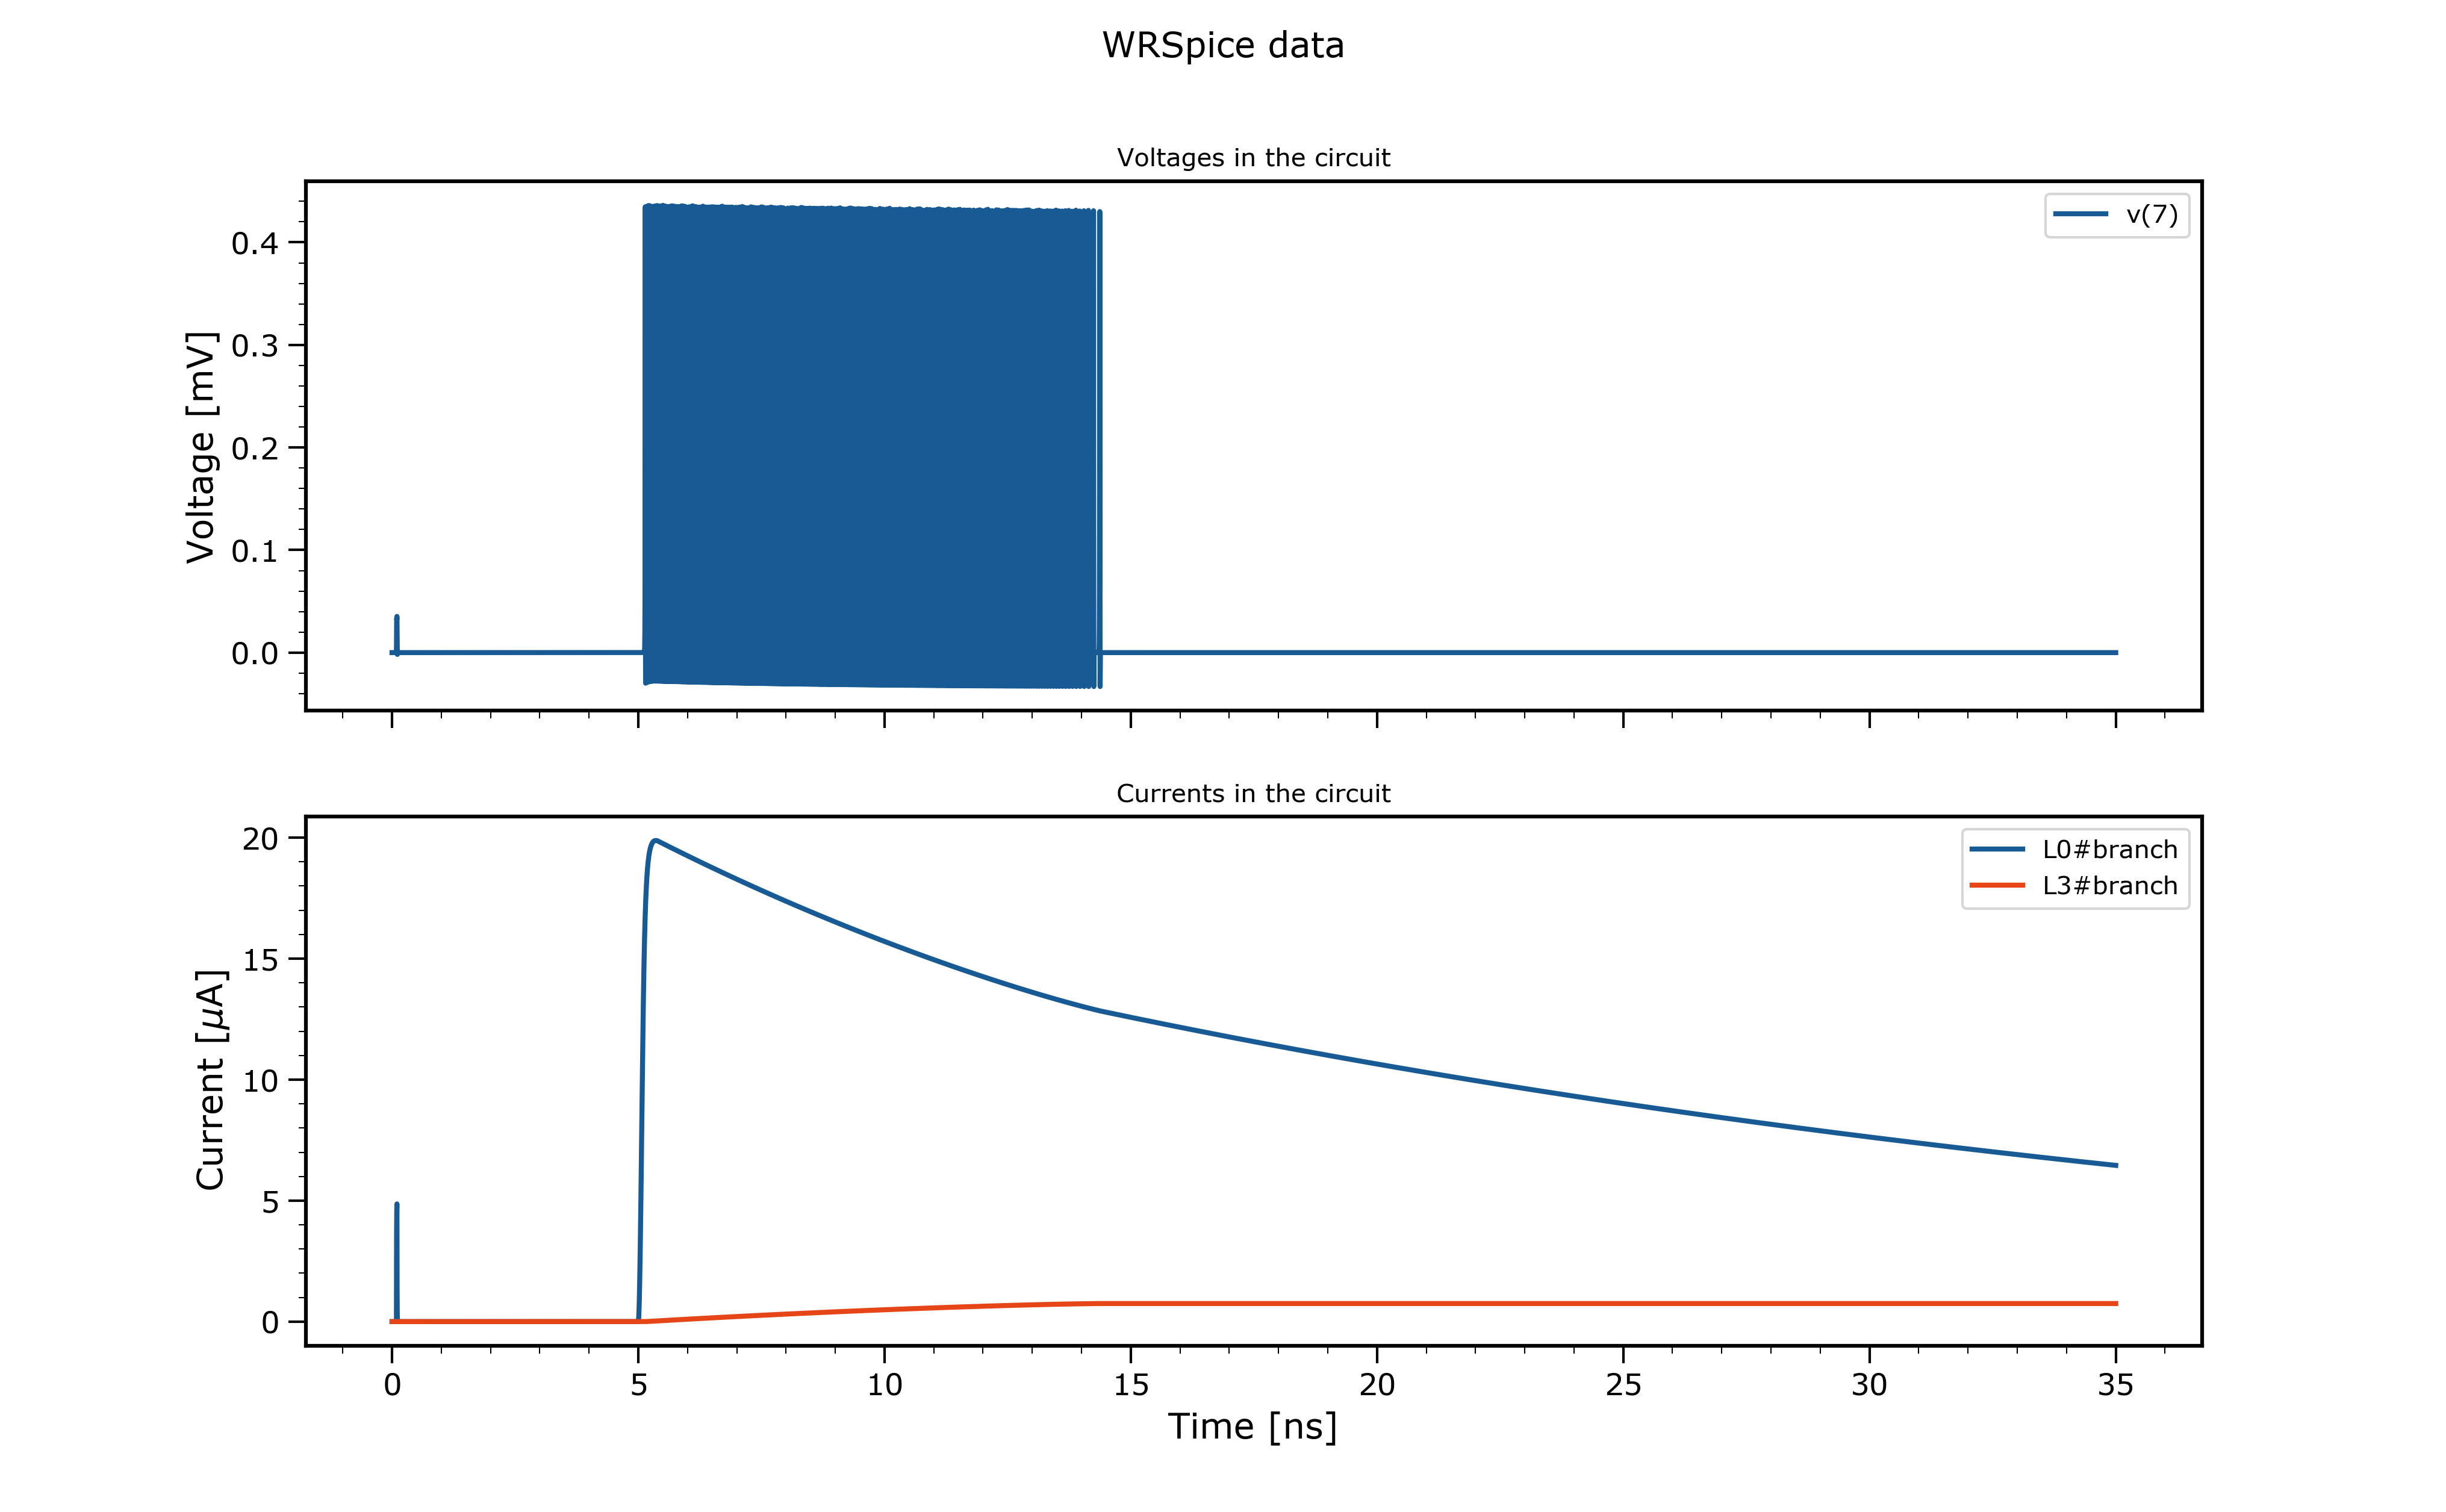 WRSpice data
Voltages in the circuit
v(7)
Voltage [mV]
0.4
0.3
0.2
0.1
0.0
Currents in the circuit
L0#branch
L3#branch
Current [μA]
20
15
10
5
0
0 5 10 15 20 25 30 35
Time [ns]